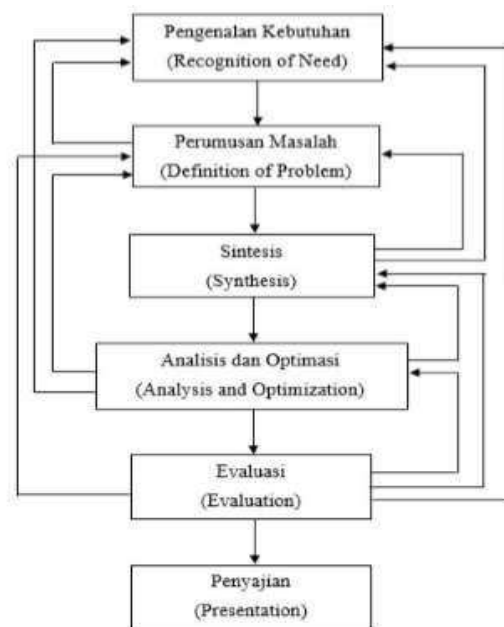 Pengenalan Kebutuhan
(Recognition of Need)
Perumusan Masalah
(Definition of Problem)
Sintesis
(Synthesis)
Analisis dan Optimasi
(Analysis and Optimization)
Evaluasi
(Evaluation)
Penyajian
(Presentation)